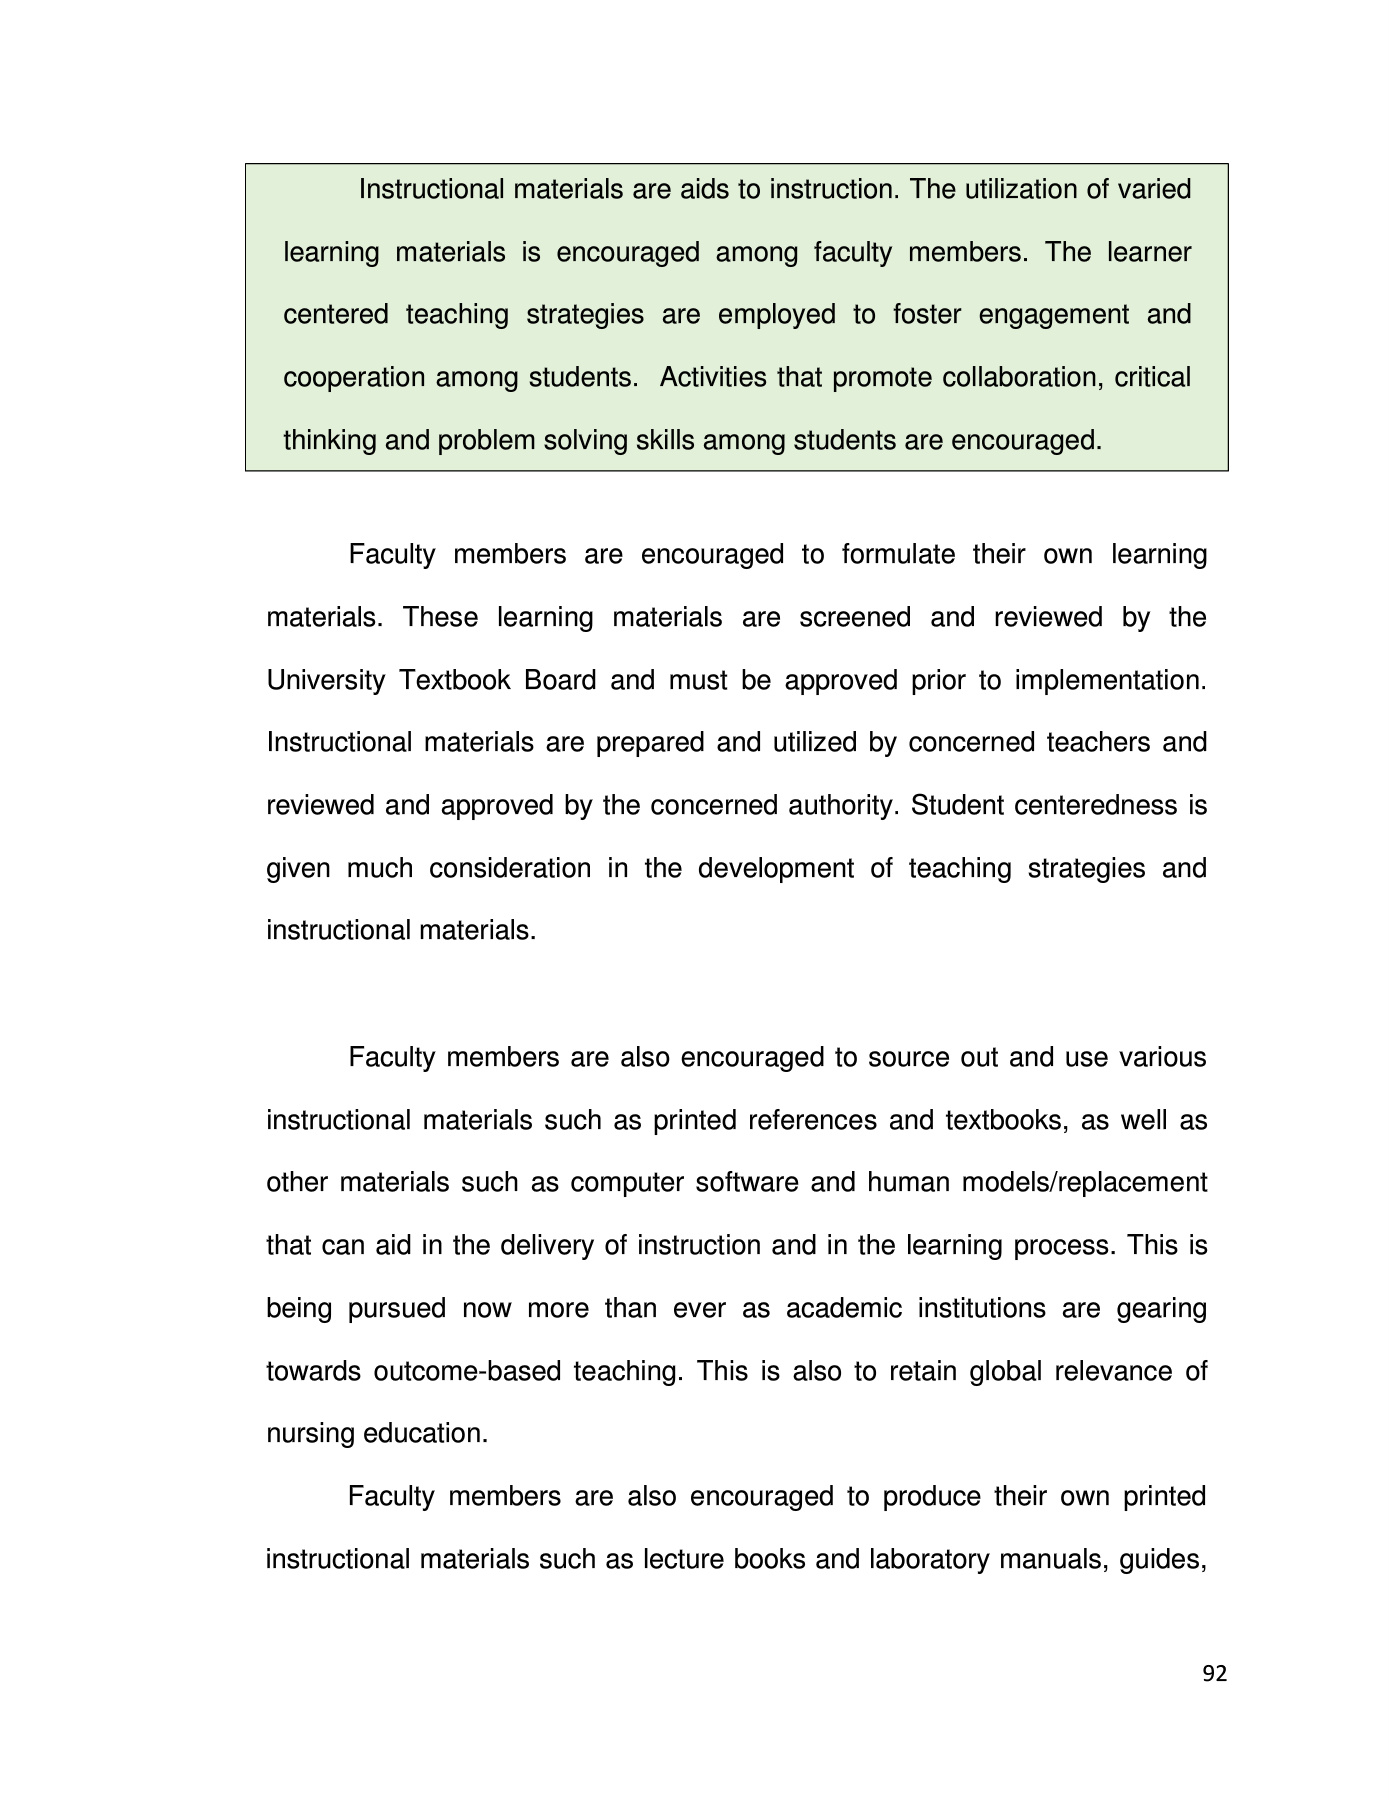 Instructional materials are aids to instruction. The utilization of varied
learning materials is encouraged among faculty members. The learner
centered teaching strategies are employed to foster engagement and
cooperation among students.  Activities that promote collaboration, critical
thinking and problem solving skills among students are encouraged.
Faculty members are encouraged to formulate their own learning
materials. These learning materials are screened and reviewed by the
University Textbook Board and must be approved prior to implementation.
Instructional materials are prepared and utilized by concerned teachers and
reviewed and approved by the concerned authority. Student centeredness is
given much consideration in the development of teaching strategies and
instructional materials.
Faculty members are also encouraged to source out and use various
instructional materials such as printed references and textbooks, as well as
other materials such as computer software and human models/replacement
that can aid in the delivery of instruction and in the learning process. This is
being pursued now more than ever as academic institutions are gearing
towards outcome-based teaching. This is also to retain global relevance of
nursing education.
Faculty members are also encouraged to produce their own printed
instructional materials such as lecture books and laboratory manuals, guides,
92